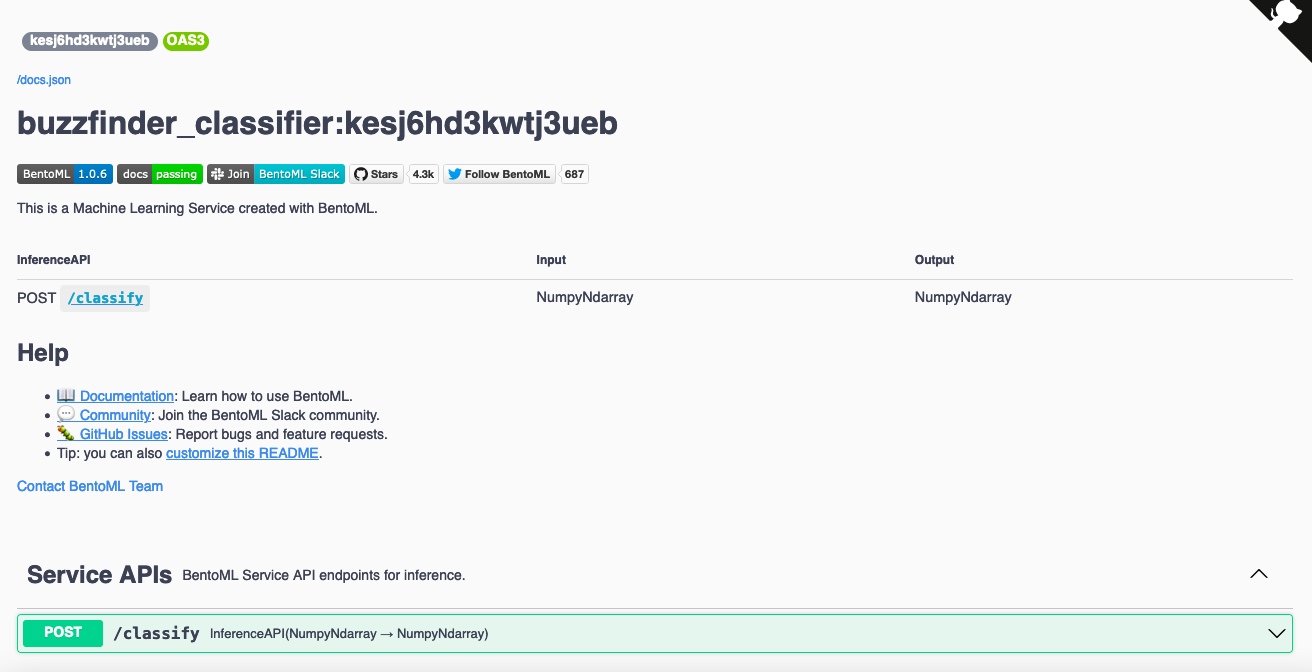 kesj6hd3kwtj3ueb OAS3
/docs.json
buzzfinder_classifier:kesj6hd3kwtj3ueb
BentoML 1.0.6 docs passing Join BentoML Slack Stars 4.3k Follow BentoML 687
This is a Machine Learning Service created with BentoML.
InferenceAPI Input Output
POST /classify NumpyNdarray NumpyNdarray
Help
Documentation: Learn how to use BentoML.
Community: Join the BentoML Slack community.
GitHub Issues: Report bugs and feature requests.
Tip: you can also customize this README.
Contact BentoML Team
Service APIs BentoML Service API endpoints for inference.
POST /classify InferenceAPI(NumpyNdarray → NumpyNdarray)